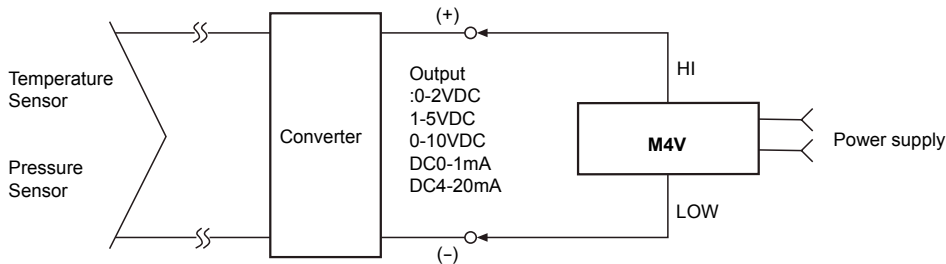 Temperature
Sensor
Pressure
Sensor
Converter
(+)
Output
:0-2VDC
1-5VDC
0-10VDC
DC0-1mA
DC4-20mA
(−)
HI
M4V
LOW
Power supply